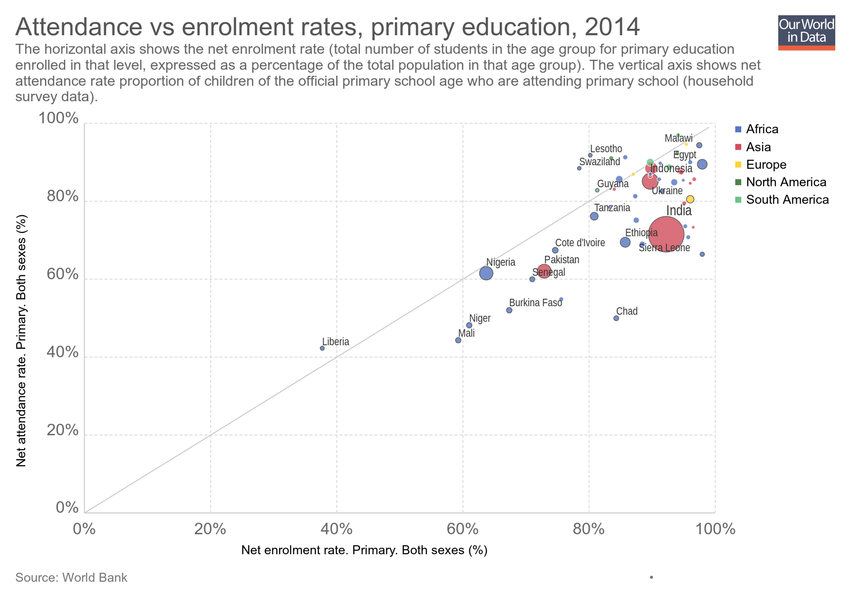 Attendance vs enrolment rates, primary education, 2014
Our World
in Data
The horizontal axis shows the net enrolment rate (total number of students in the age group for primary education
enrolled in that level, expressed as a percentage of the total population in that age group). The vertical axis shows net
attendance rate proportion of children of the official primary school age who are attending primary school (household
survey data).
100%
80%
60%
40%
20%
0%
Net attendance rate. Primary. Both sexes (%)
Malawi
Lesotho
Egypt
Swaziland
Indonesia
Guyana
Ukraine
Tanzania
India
Ethiopia
Cote d'Ivoire
Sierra Leone
Pakistan
Nigeria
Senegal
Burkina Faso
Chad
Niger
Mali
Liberia
Africa
Asia
Europe
North America
South America
0%
20%
40%
60%
80%
100%
Net enrolment rate. Primary. Both sexes (%)
Source: World Bank